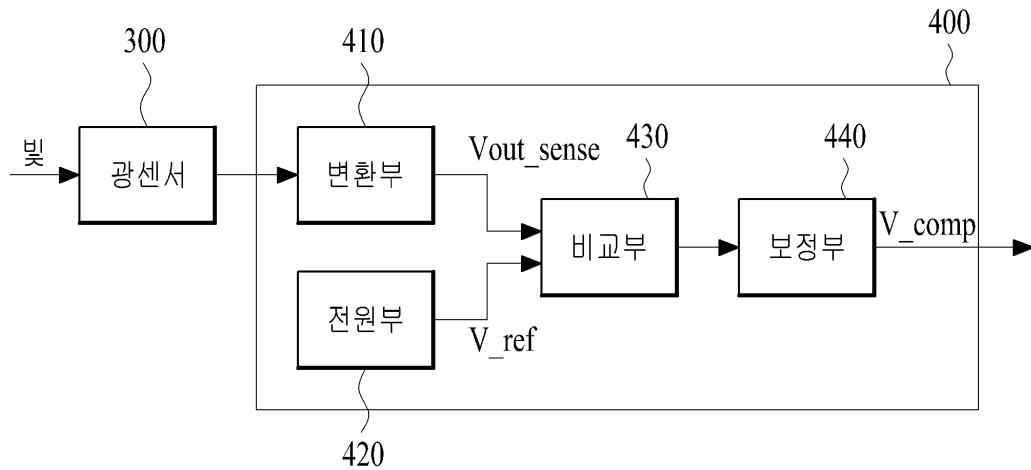 400
300
410
빛
광센서
변환부
Vout_sense
430
440
비교부
보정부
V_comp
전원부
V_ref
420